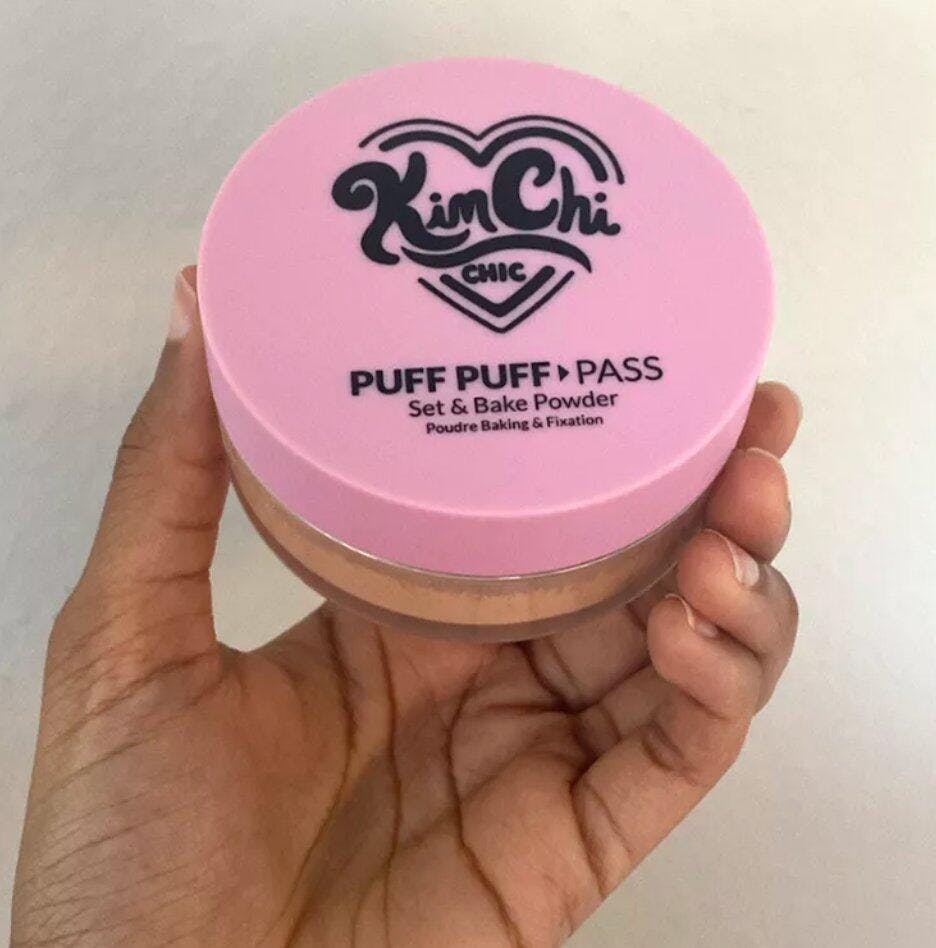 KimChi
CHIC
PUFF PUFF▸PASS
Set & Bake Powder
Poudre Baking & Fixation